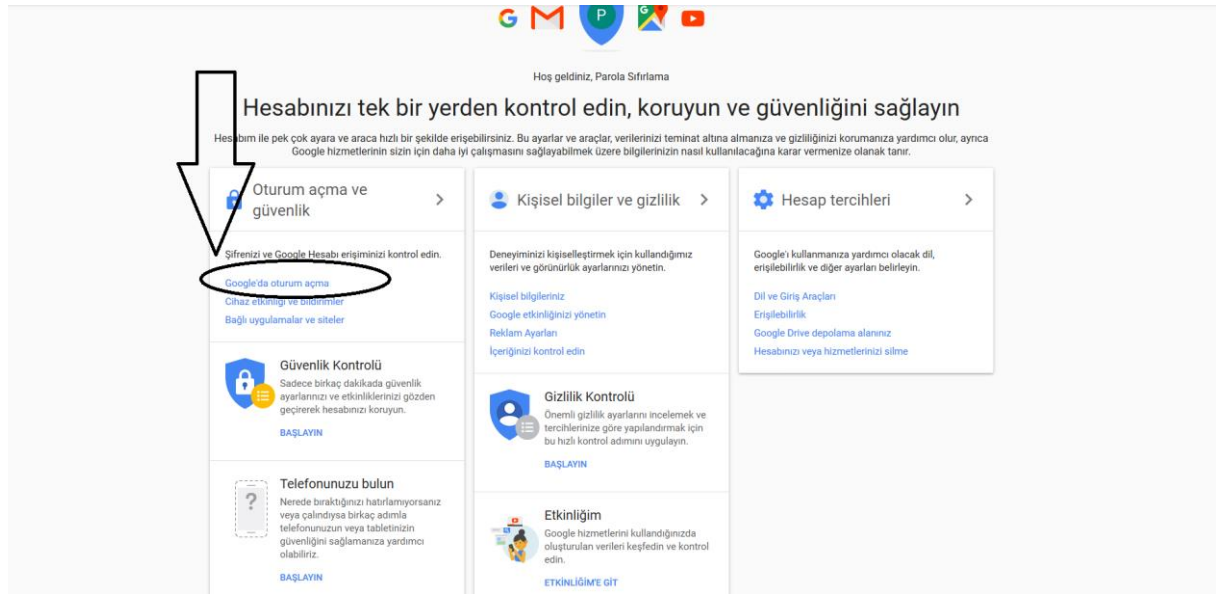 P
Hoş geldiniz, Parola Sıfırlama
Hesabınızı tek bir yerden kontrol edin, koruyun ve güvenliğini sağlayın
Hesabım ile pek çok ayara ve araca hızlı bir şekilde erişebilirsiniz. Bu ayarlar ve araçlar, verilerinizi teminat altına almanıza ve gizliliğinizi korumanıza yardımcı olur, ayrıca
Google hizmetlerinin sizin için daha iyi çalışmasını sağlayabilmek üzere bilgilerinizin nasıl kullanılacağına karar vermenize olanak tanır.
Oturum açma ve
güvenlik
Şifrenizi ve Google Hesabı erişiminizi kontrol edin.
Google'da oturum açma
Cihaz etkinliği ve bildirimler
Bağlı uygulamalar ve siteler
Güvenlik Kontrolü
Sadece birkaç dakikada güvenlik
ayarlarınızı ve etkinliklerinizi gözden
geçirerek hesabınızı koruyun.
BAŞLAYIN
Telefonunuzu bulun
Nerede bıraktığınızı hatırlamıyorsanız
veya çalındıysa birkaç adımla
telefonunuzun veya tabletinizin
güvenliğini sağlamanıza yardımcı
olabiliriz.
BAŞLAYIN
Kişisel bilgiler ve gizlilik
Deneyiminizi kişiselleştirmek için kullandığımız
verileri ve görünürlük ayarlarınızı yönetin.
Kişisel bilgileriniz
Google etkinliğinizi yönetin
Reklam Ayarları
İçeriğinizi kontrol edin
Gizlilik Kontrolü
Önemli gizlilik ayarlarını incelemek ve
tercihlerinize göre yapılandırmak için
bu hızlı kontrol adımını uygulayın.
BAŞLAYIN
Etkinliğim
Google hizmetlerini kullandığınızda
oluşturulan verileri keşfedin ve kontrol
edin.
ETKİNLİĞİM'E GİT
Hesap tercihleri
Google'ı kullanmanıza yardımcı olacak dil,
erişilebilirlik ve diğer ayarları belirleyin.
Dil ve Giriş Araçları
Erişilebilirlik
Google Drive depolama alanınız
Hesabınızı veya hizmetlerinizi silme